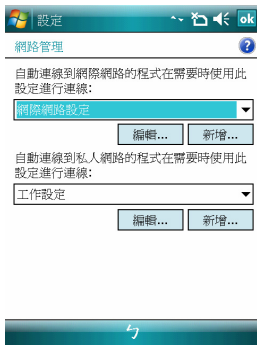 設定
ok
網路管理
自動連線到網際網路的程式在需要時使用此
設定進行連線:
網際網路設定
編輯...
新增...
自動連線到私人網路的程式在需要時使用此
設定進行連線:
工作設定
編輯...
新增...
ㄅ